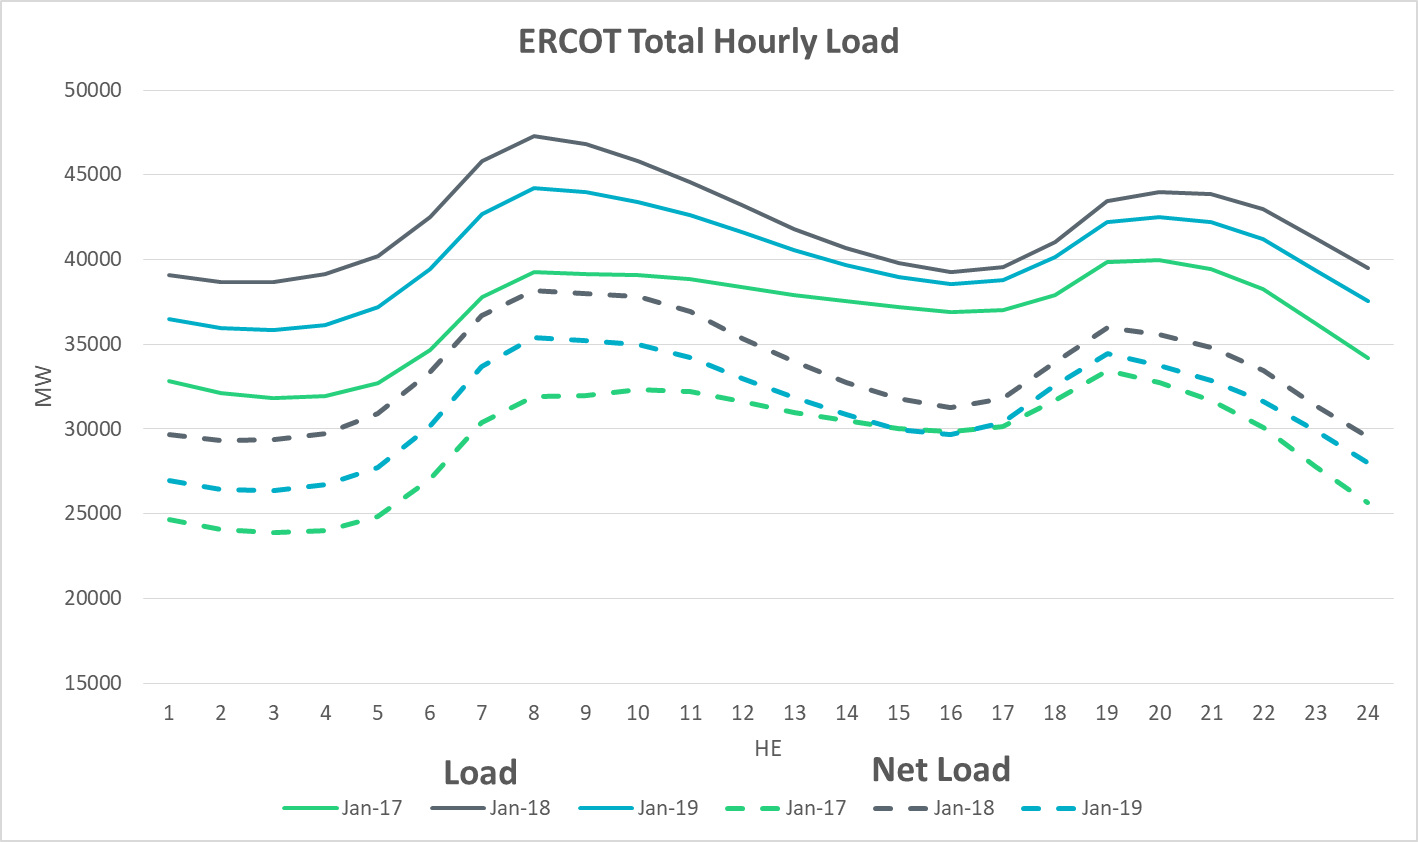 ERCOT Total Hourly Load
50000
45000
40000
35000
30000
25000
20000
15000
MW
1 2 3 4 5 6 7 8 9 10 11 12 13 14 15 16 17 18 19 20 21 22 23 24
HE
Load Net Load
Jan-17 Jan-18 Jan-19 Jan-17 Jan-18 Jan-19